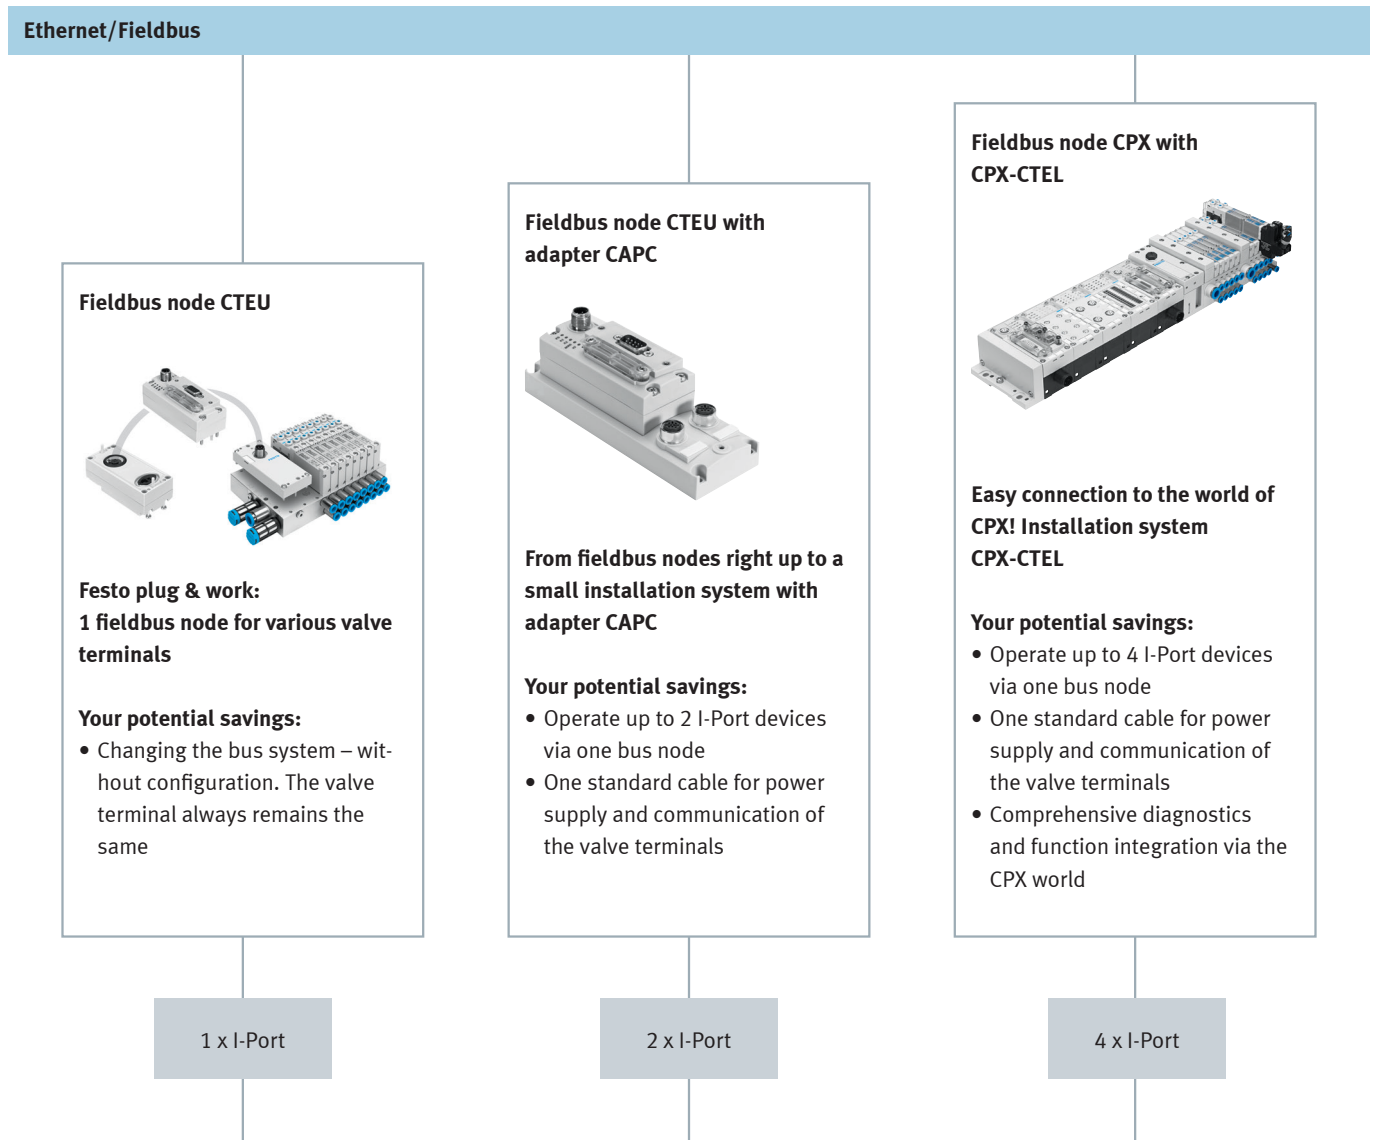 Ethernet/Fieldbus
Fieldbus node CTEU
Festo plug & work:
1 fieldbus node for various valve
terminals
Your potential savings:
• Changing the bus system – wit-
hout configuration. The valve
terminal always remains the
same
1 x I-Port
Fieldbus node CTEU with
adapter CAPC
From fieldbus nodes right up to a
small installation system with
adapter CAPC
Your potential savings:
• Operate up to 2 I-Port devices
via one bus node
• One standard cable for power
supply and communication of
the valve terminals
2 x I-Port
Fieldbus node CPX with
CPX-CTEL
Easy connection to the world of
CPX! Installation system
CPX-CTEL
Your potential savings:
• Operate up to 4 I-Port devices
via one bus node
• One standard cable for power
supply and communication of
the valve terminals
• Comprehensive diagnostics
and function integration via the
CPX world
4 x I-Port